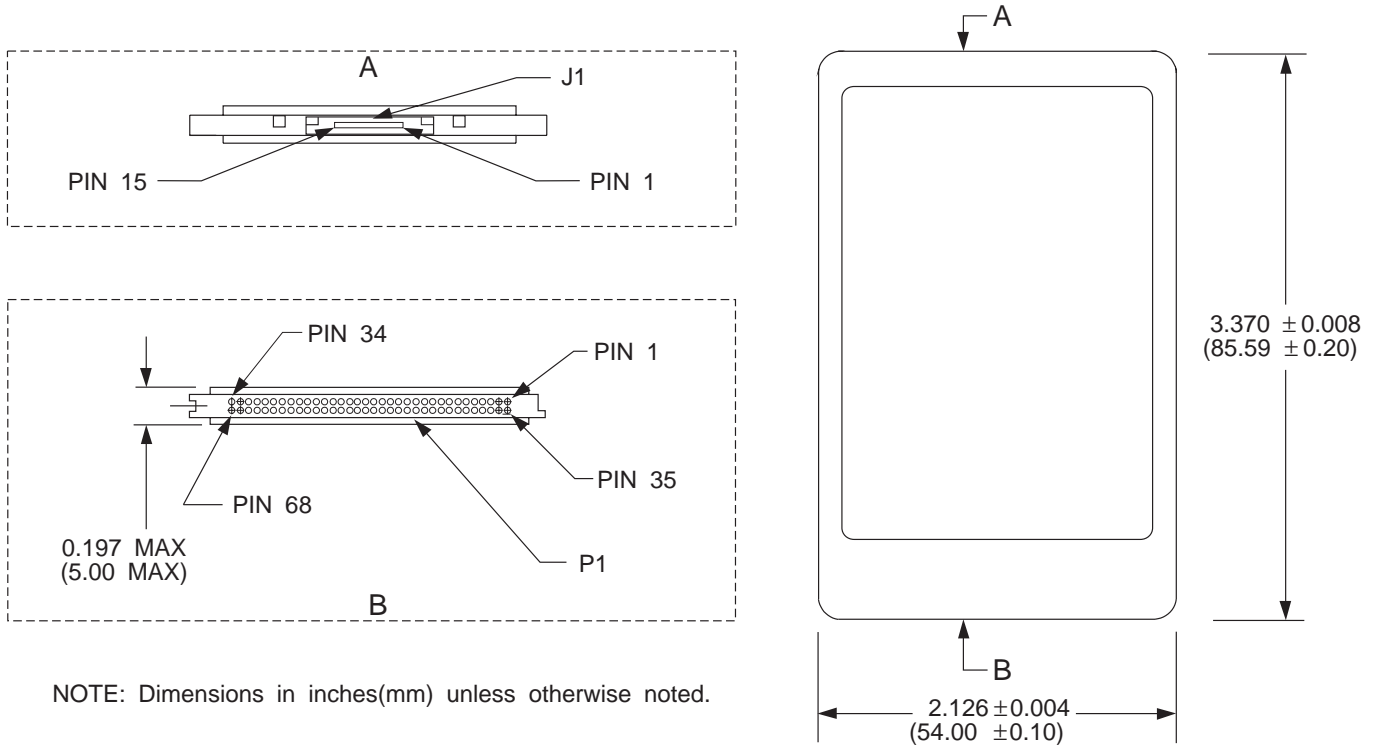 A
J1
PIN 15
PIN 1
PIN 34
PIN 1
PIN 35
PIN 68
0.197 MAX
(5.00 MAX)
P1
B
NOTE: Dimensions in inches(mm) unless otherwise noted.
A
3.370 ±0.008
(85.59 ±0.20)
B
2.126 ±0.004
(54.00 ±0.10)